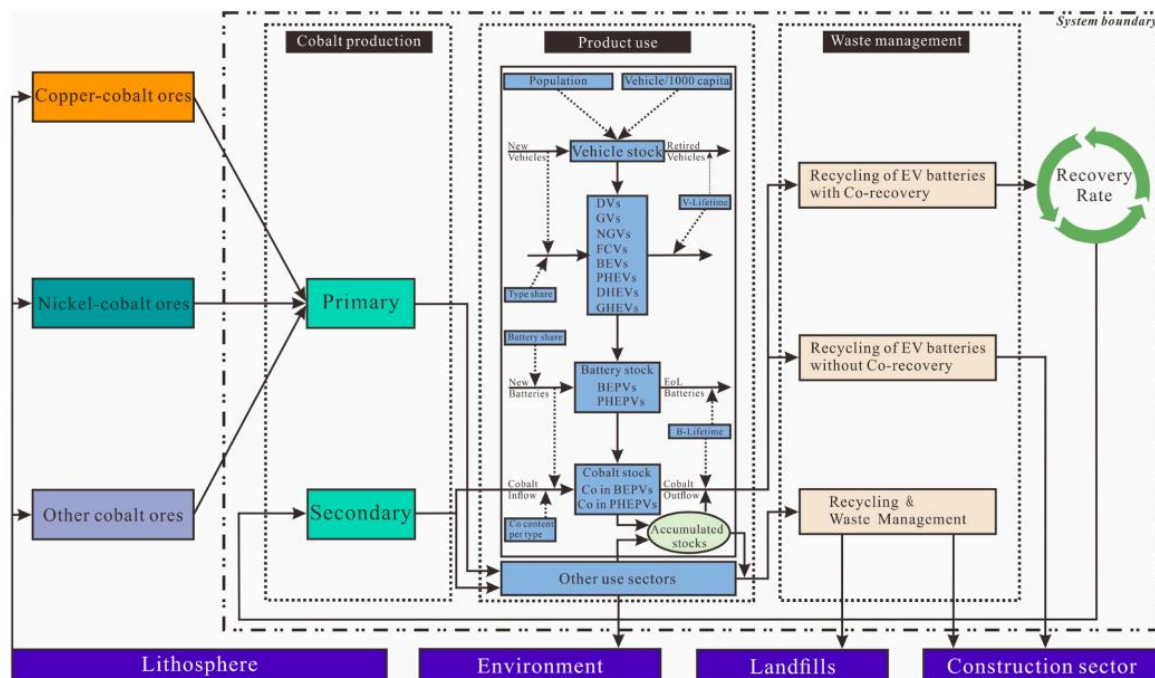 System boundary
Cobalt production
Product use
Waste management
Copper-cobalt ores
Nickel-cobalt ores
Other cobalt ores
Primary
Secondary
Population
Vehicle/1000 capita
New
Vehicles
Vehicle stock
Retired
Vehicles
DVs
GVs
NGVs
FCVs
BEVs
PHEVs
DHEVs
GHEVs
V-Lifetime
Type share
Battery share
New
Batteries
Battery stock
BEPVs
PHEPVs
EoL
Batteries
B-Lifetime
Cobalt
Inflow
Cobalt stock
Co in BEPVs
Co in PHEPVs
Cobalt
Outflow
Co content
per type
Accumulated
stocks
Other use sectors
Recycling of EV batteries
with Co-recovery
Recycling of EV batteries
without Co-recovery
Recycling &
Waste Management
Recovery
Rate
Lithosphere
Environment
Landfills
Construction sector